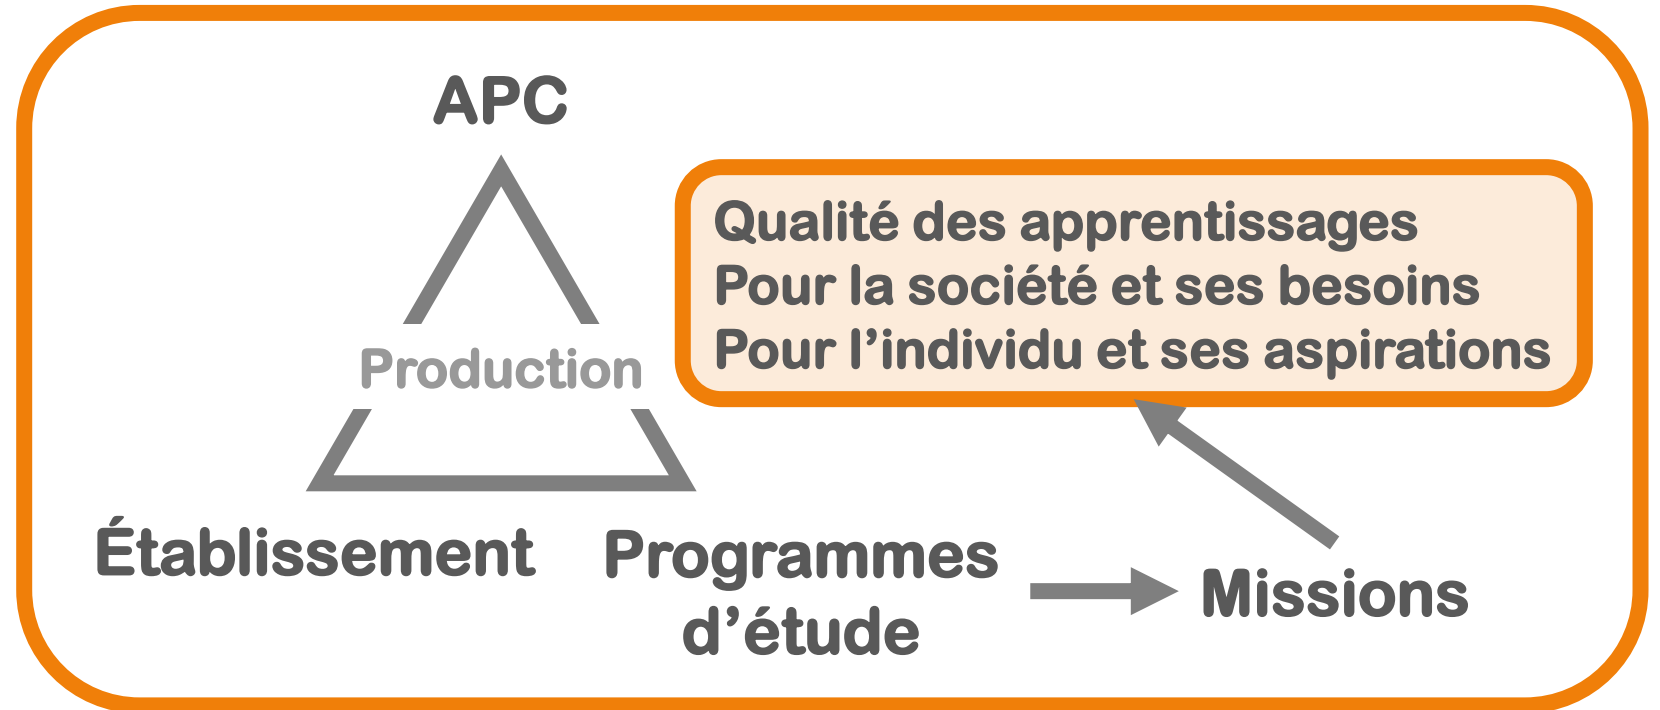 APC
Qualité des apprentissages
Pour la société et ses besoins
Pour l’individu et ses aspirations
Production
Établissement
Programmes
d’étude
Missions